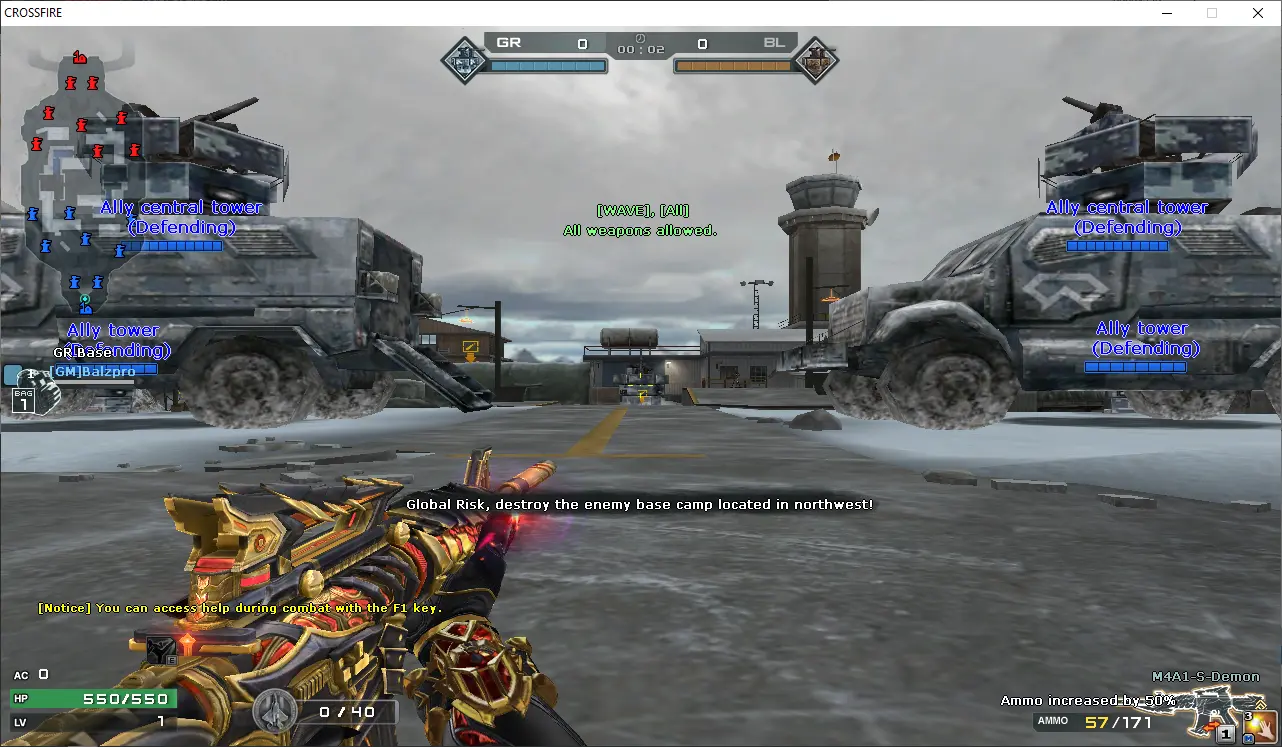 CROSSFIRE
GR 0 00:02 0 BL
[WAVE], [All]
All weapons allowed.
Ally central tower
(Defending)
Ally central tower
(Defending)
Ally tower
(Defending)
GR Base
[GM]Balzpro
Ally tower
(Defending)
BAG
1
Global Risk, destroy the enemy base camp located in northwest!
[Notice] You can access help during combat with the F1 key.
E
AC 0
HP 550/550
LV 1
0 / 40
M4A1-S-Demon
Ammo increased by 50%
AMMO 57/171
1
3